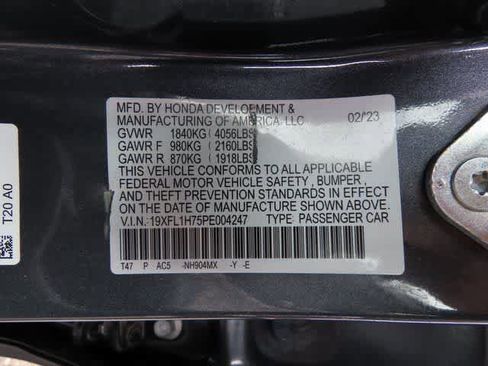 MFD. BY HONDA DEVELOPMENT &
MANUFACTURING OF AMERICA, LLC 02/23
GVWR 1840KG 4056LBS
GAWR F 980KG 2160LBS
GAWR R 870KG 1918LBS
THIS VEHICLE CONFORMS TO ALL APPLICABLE
FEDERAL MOTOR VEHICLE SAFETY , BUMPER ,
AND THEFT PREVENTION STANDARDS IN EFFECT
ON THE DATE OF MANUFACTURE SHOWN ABOVE.
V.I.N.:19XFL1H75PE004247 TYPE: PASSENGER CAR
T47 P AC5 -NH904MX -Y -E
T20 A0